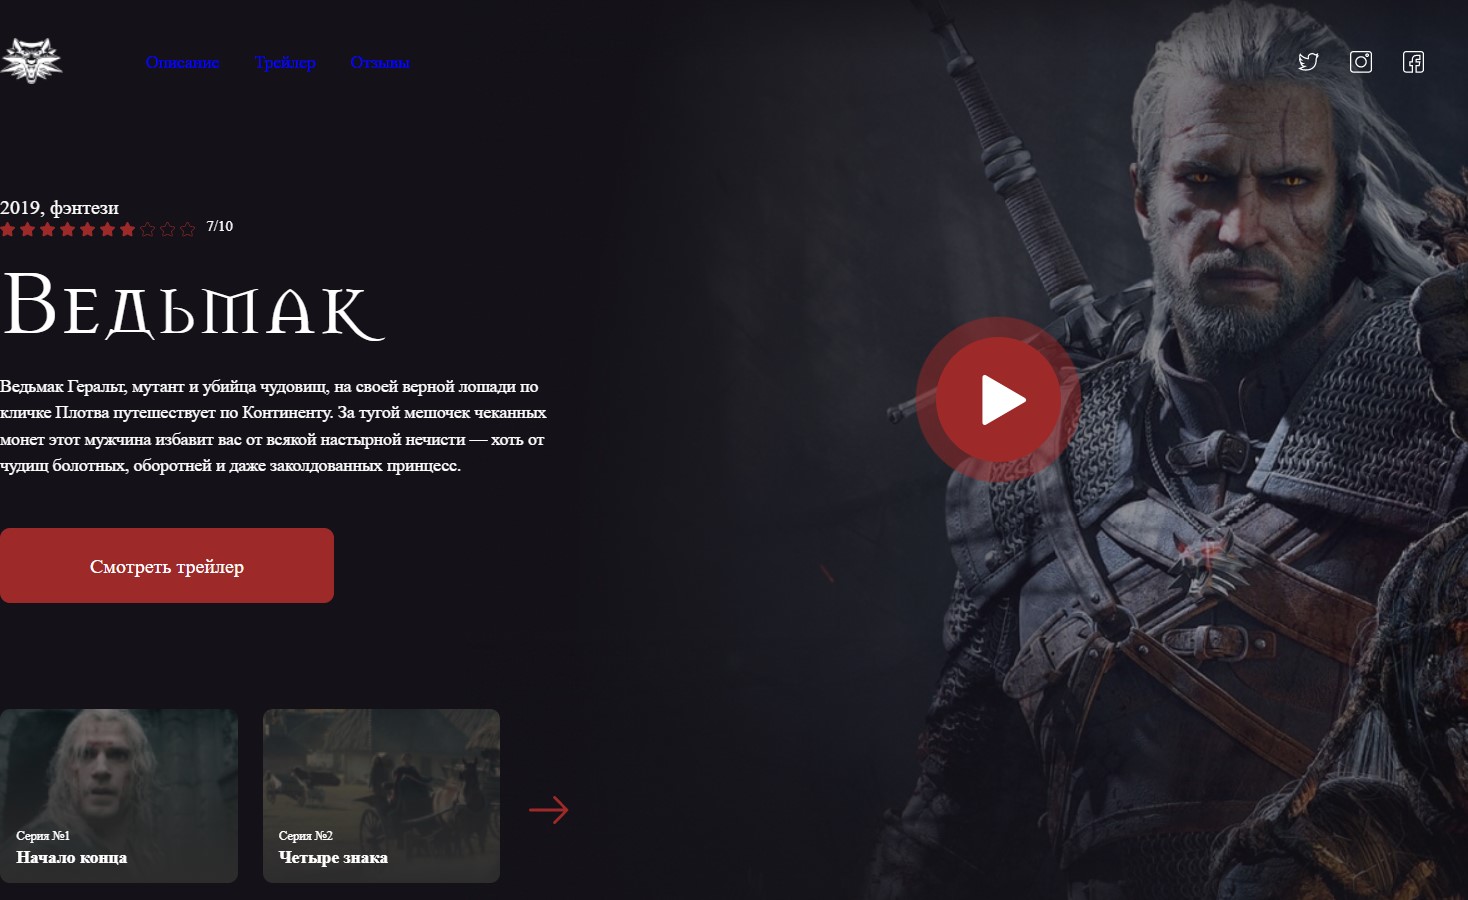 Описание Трейлер Отзывы
2019, фэнтези
7/10
Ведьмак
Ведьмак Геральт, мутант и убийца чудовищ, на своей верной лошади по
кличке Плотва путешествует по Континенту. За тугой мешочек чеканных
монет этот мужчина избавит вас от всякой настырной нечисти — хоть от
чудищ болотных, оборотней и даже заколдованных принцесс.
Смотреть трейлер
Серия №1
Начало конца
Серия №2
Четыре знака